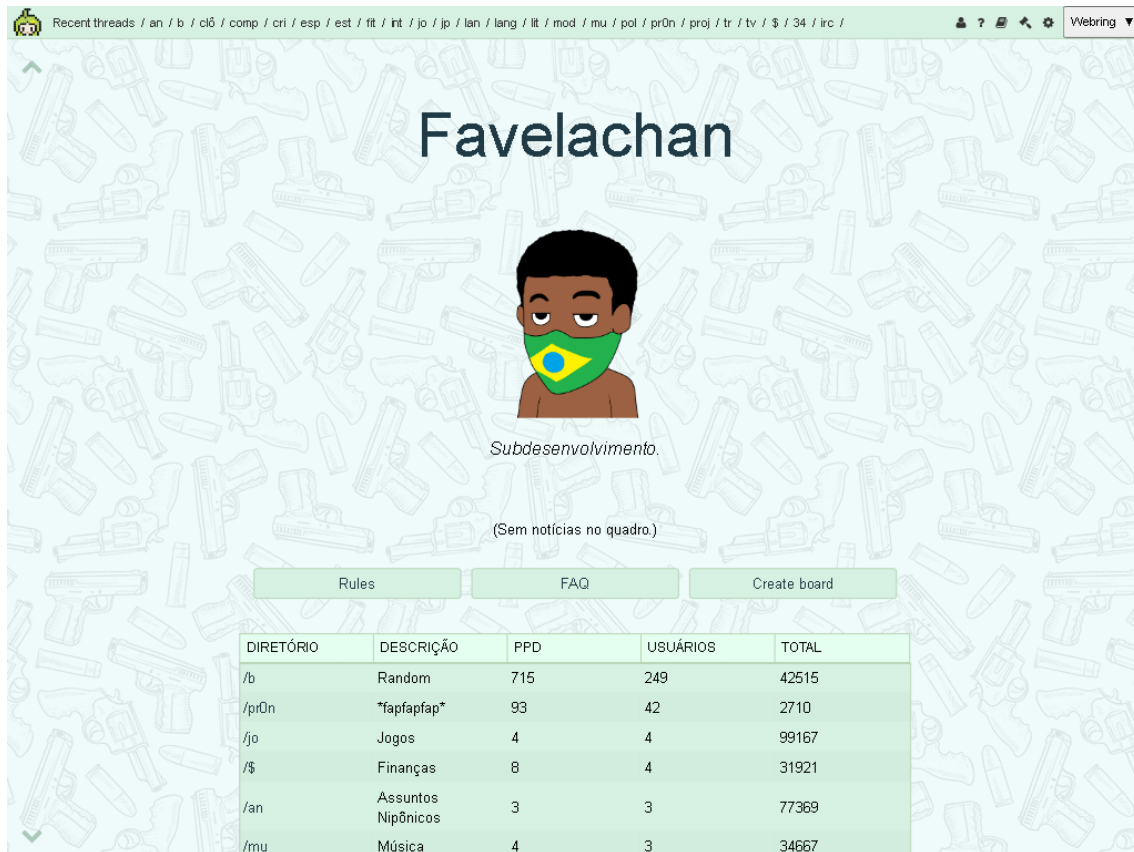 Recent threads / an / b / clô / comp / cri / esp / est / fit / int / jo / jp / lan / lang / lit / mod / mu / pol / pr0n / proj / tr / tv / $ / 34 / irc /
? Webring ▼
Favelachan
Subdesenvolvimento.
(Sem notícias no quadro.)
Rules FAQ Create board
DIRETÓRIO DESCRIÇÃO PPD USUÁRIOS TOTAL
/b Random 715 249 42515
/pr0n *fapfapfap* 93 42 2710
/jo Jogos 4 4 99167
/$ Finanças 8 4 31921
/an Assuntos Nipônicos 3 3 77369
/mu Música 4 3 34667